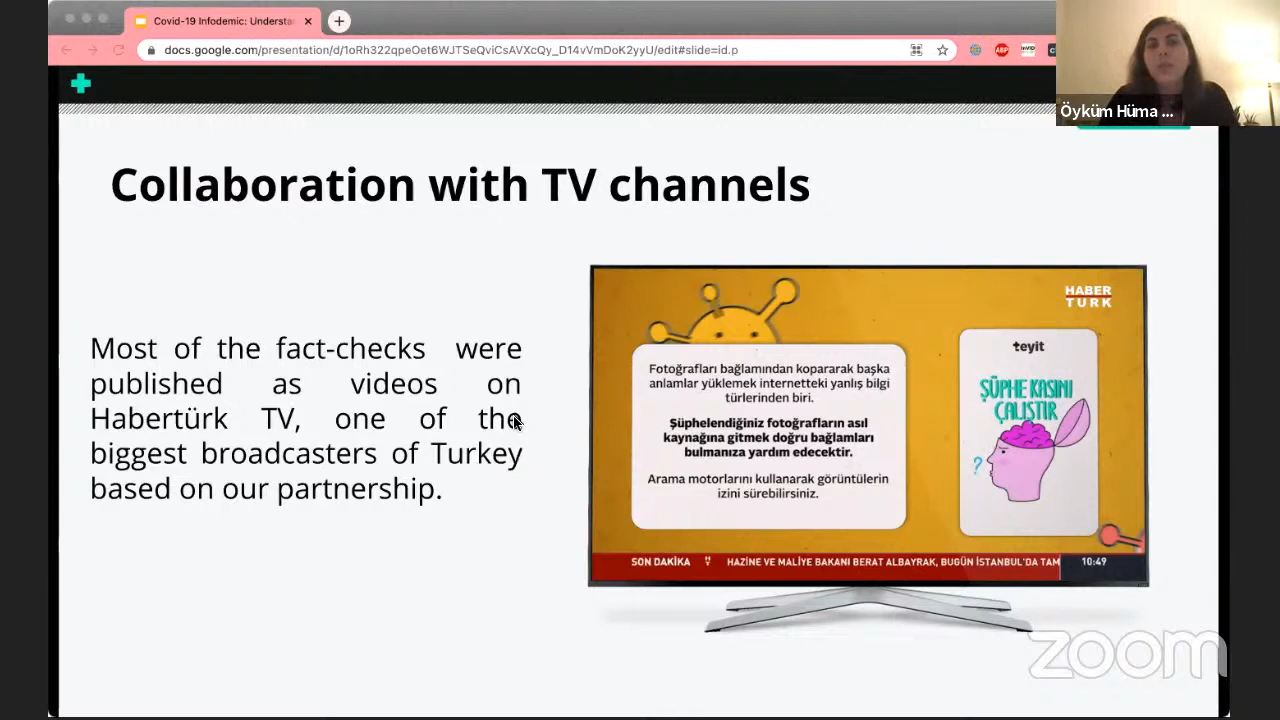 Covid-19 Infodemic: Understa
docs.google.com/presentation/d/1oRh322qpeOet6WJTSeQviCsAVXcQy_D14vVmDoK2yyU/edit#slide=id.p
ABP
Öyküm Hüma ...
Collaboration with TV channels
Most of the fact-checks were
published as videos on
Habertürk TV, one of the
biggest broadcasters of Turkey
based on our partnership.
HABER
TURK
Fotoğrafları bağlamından kopararak başka
anlamlar yüklemek internetteki yanlış bilgi
türlerinden biri.
Şüphelendiğiniz fotoğrafların asıl
kaynağına gitmek doğru bağlamları
bulmanıza yardım edecektir.
Arama motorlarını kullanarak görüntülerin
izini sürebilirsiniz.
teyit
ŞÜPHE KASINI
ÇALIŞTIR
?
SON DAKİKA HAZİNE VE MALİYE BAKANI BERAT ALBAYRAK, BUGÜN İSTANBUL'DA TAM 10:49
zoom